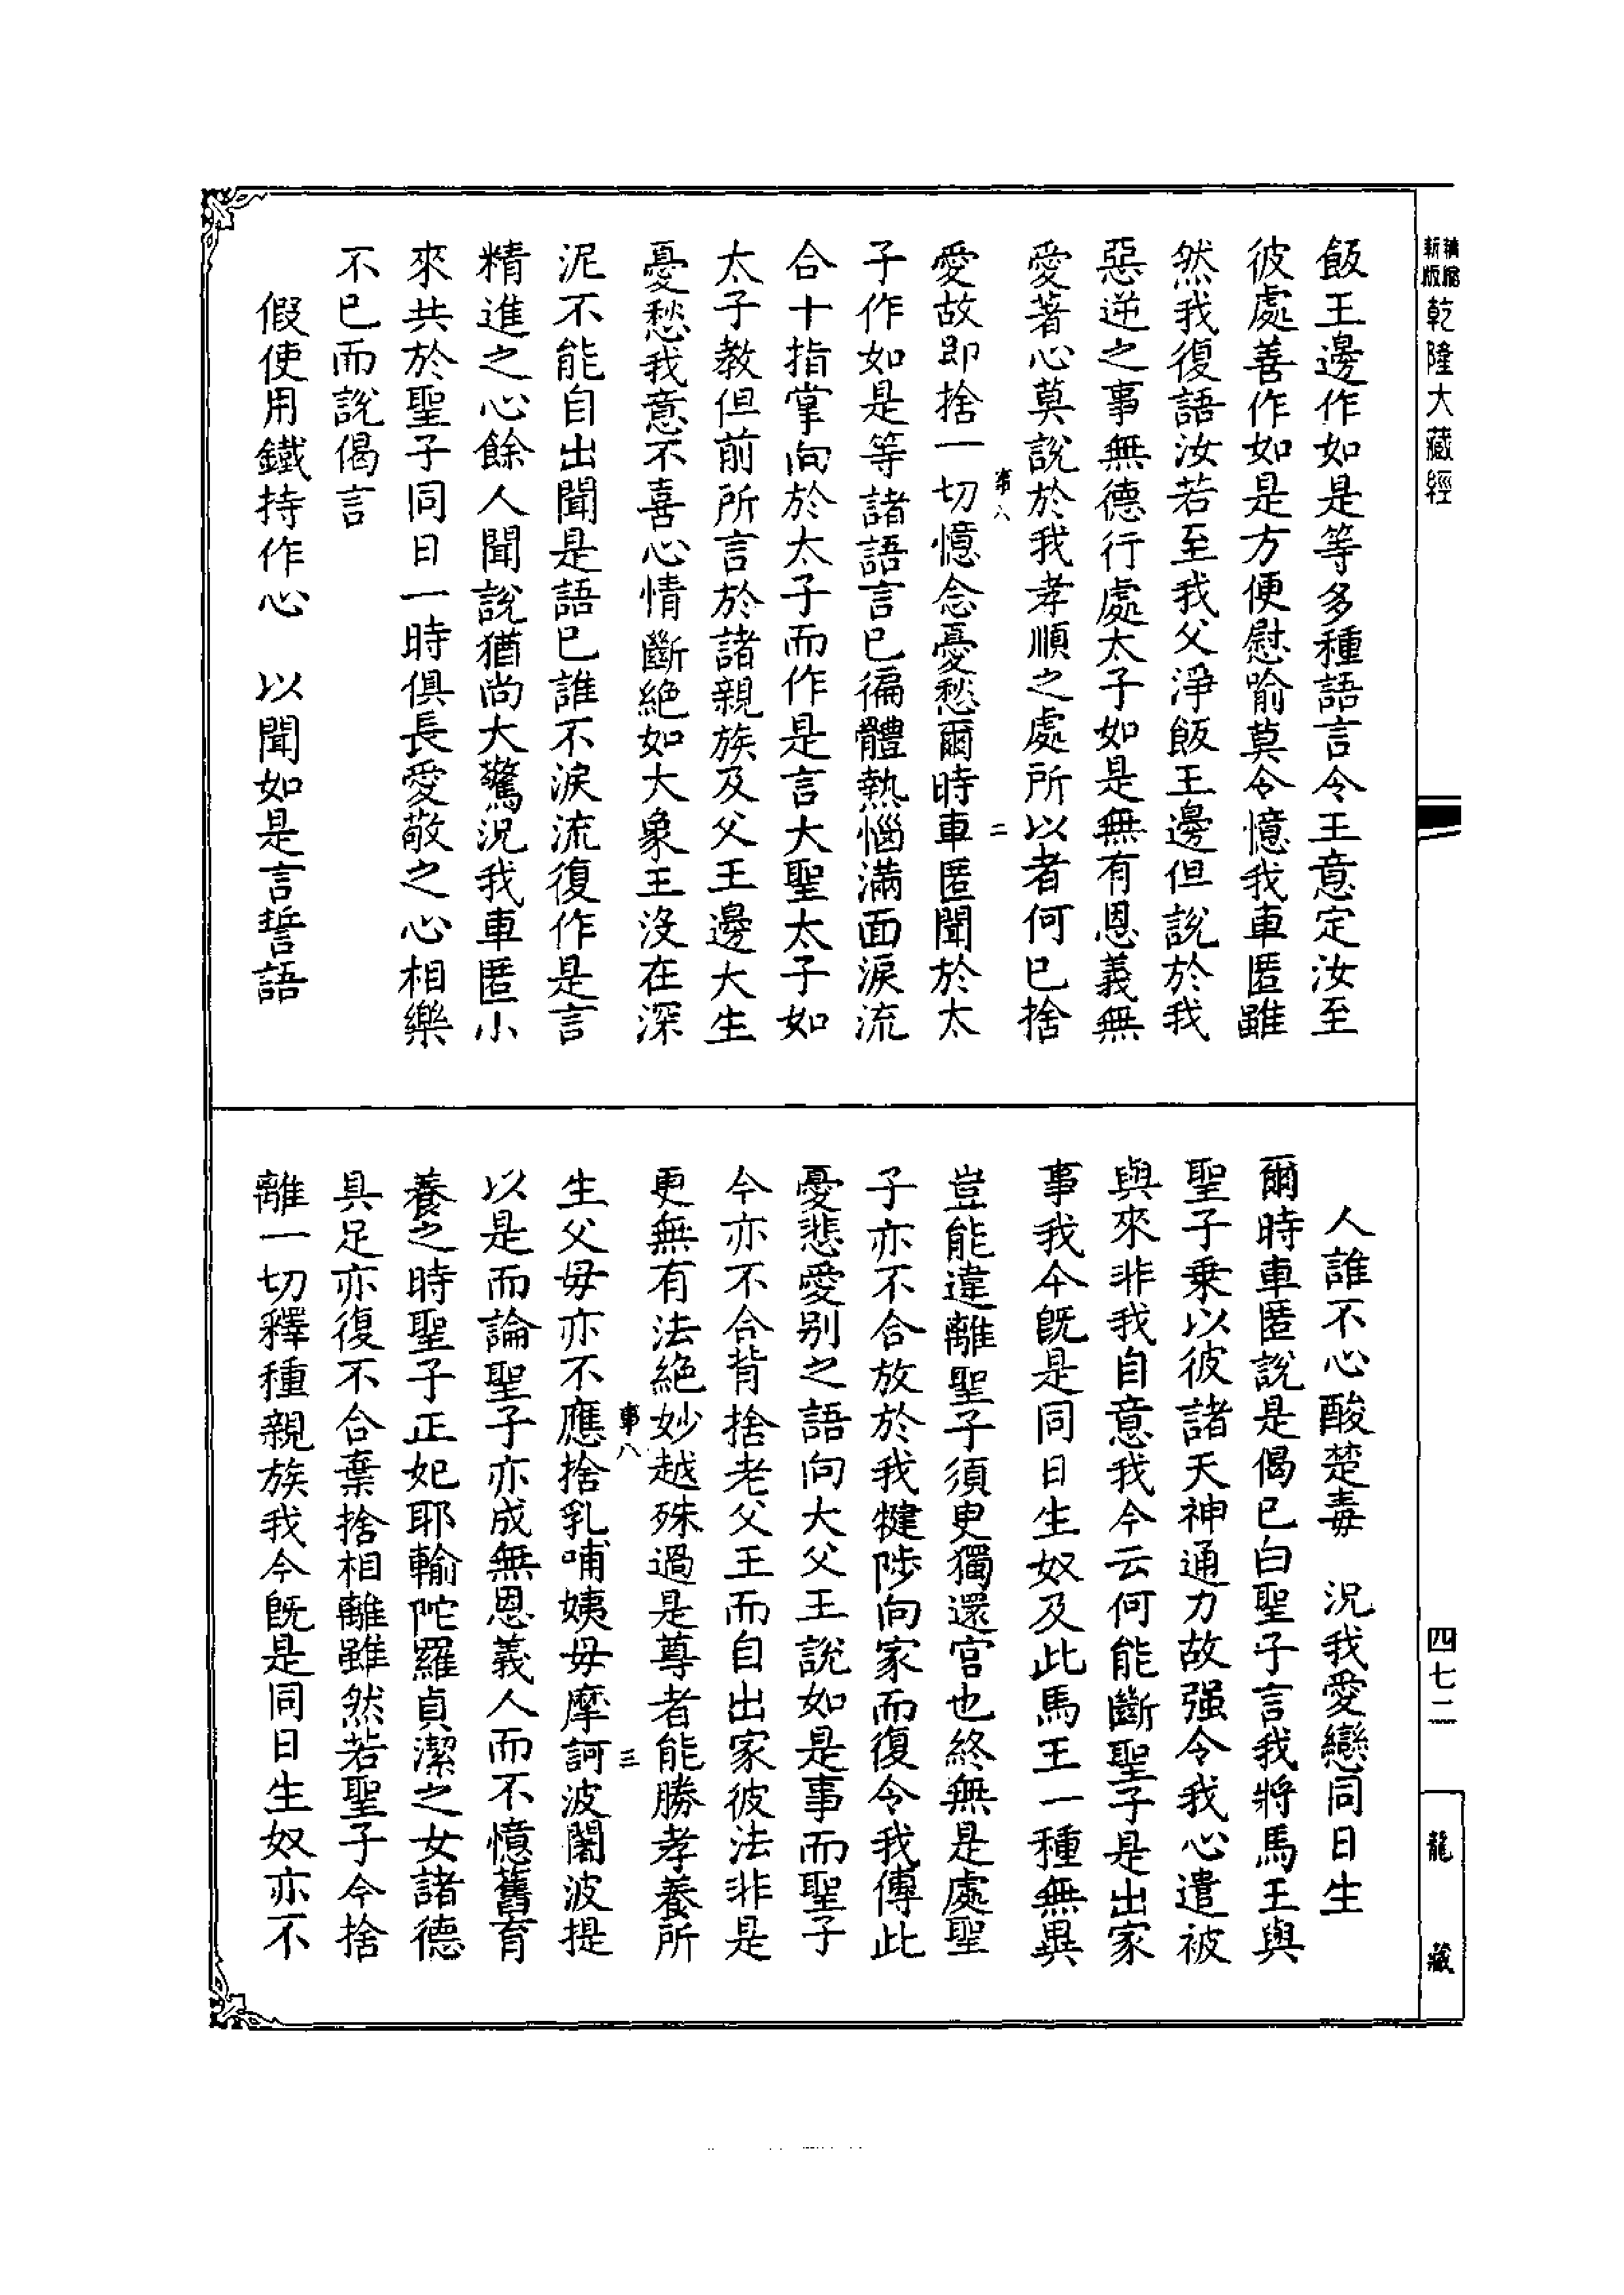 乾隆大藏經
飯王邊作如是等多種語言令王意定汝至
彼處善作如是方便慰喻莫令憶我車匿雖
然我復語汝若至我父淨飯王邊但說於我
惡逆之事無德行處太子如是無有恩義無
愛著心莫說於我孝順之處所以者何已捨
愛故即捨一切憶念憂愁爾時車匿聞於太
子作如是等諸語言已徧體熱惱滿面淚流
合十指掌向於太子而作是言大聖太子如
太子教但前所言於諸親族及父王邊大生
憂愁我意不喜心情斷絕如大象王沒在深
泥不能自出聞是語已誰不淚流復作是言
精進之心餘人聞說猶尚大驚況我車匿小
來共於聖子同日一時俱長愛敬之心相樂
不已而說偈言
假使用鐵持作心　以聞如是言誓語
人誰不心酸楚毒　況我愛戀同日生
爾時車匿說是偈已白聖子言我將馬王與
聖子乘以彼諸天神通力故强令我心遣被
與來非我自意我今云何能斷聖子是出家
事我今既是同日生奴及此馬王一種無異
豈能違離聖子須更獨還宮也終無是處聖
子亦不合放於我犍陟向家而復令我傳此
憂悲愛别之語向大父王說如是事而聖子
今亦不合背捨老父王而自出家彼法非是
更無有法絕妙越殊過是尊者能勝孝養所
生父母亦不應捨乳哺姨母摩訶波闍波提
以是而論聖子亦成無恩義人而不憶舊育
養之時聖子正妃耶輸陀羅貞潔之女諸德
具足亦復不合棄捨相離雖然若聖子今捨
離一切釋種親族我今既是同日生奴亦不
事八
二
事八
三
四七二
龍藏